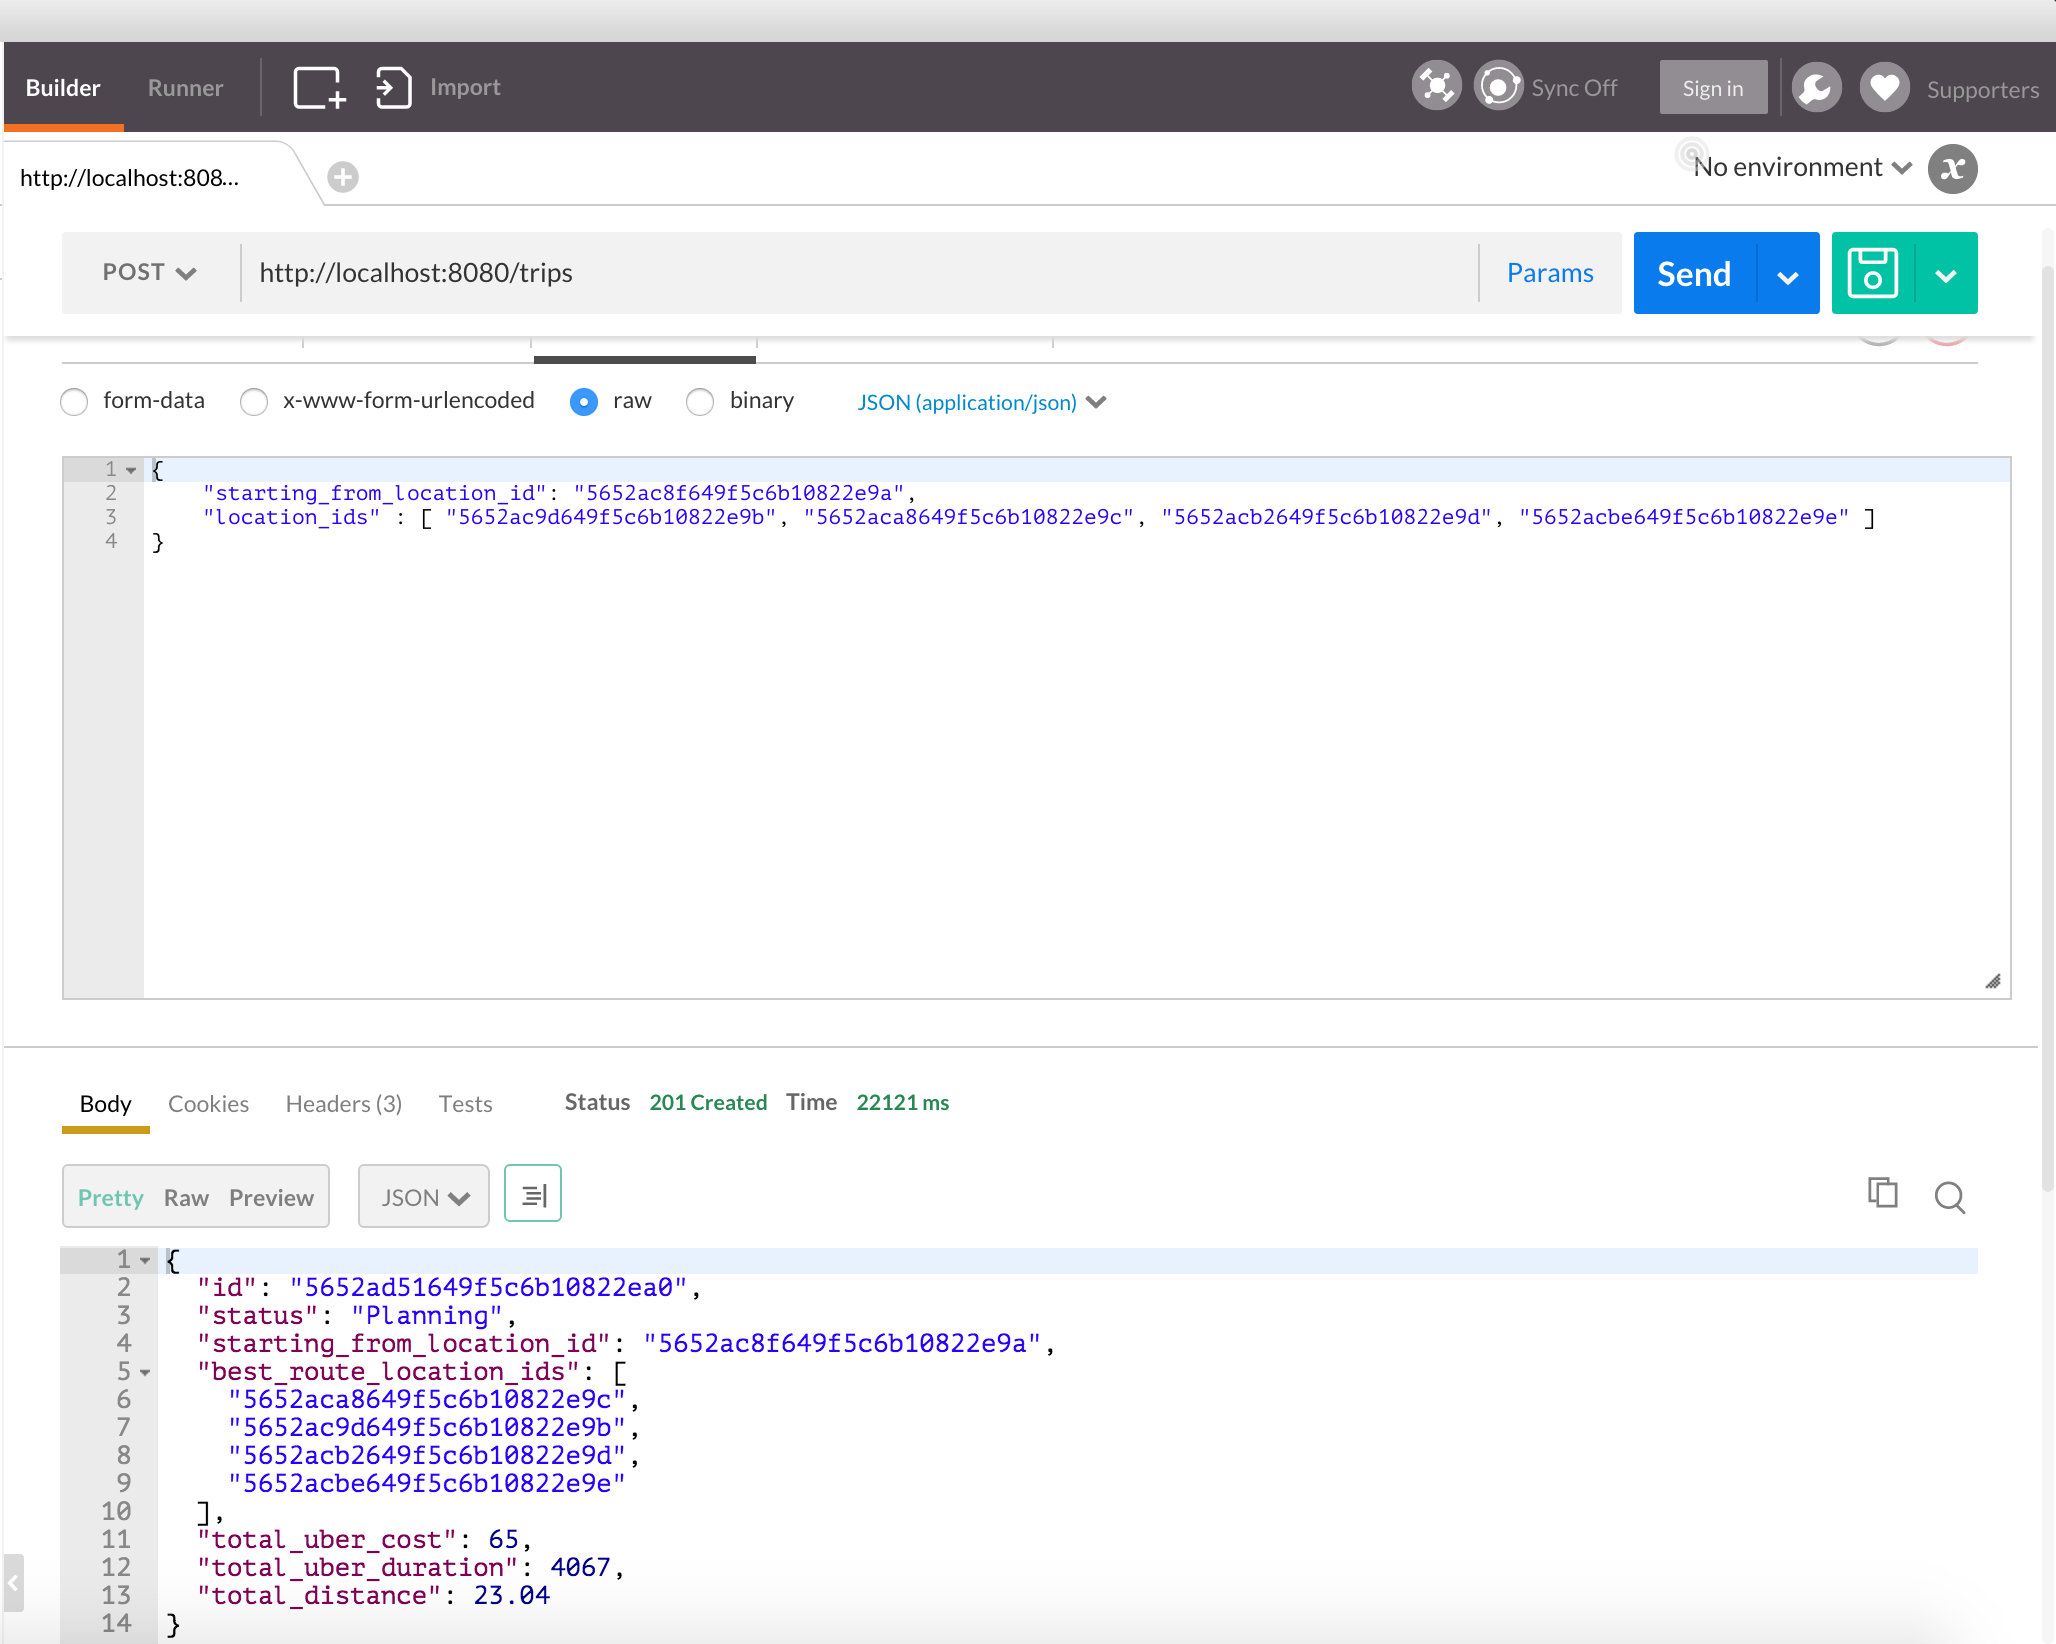 Builder Runner Import Sync Off Sign in Supporters
http://localhost:808... No environment
POST http://localhost:8080/trips Params Send
form-data x-www-form-urlencoded raw binary JSON (application/json)
1 {
2 "starting_from_location_id": "5652ac8f649f5c6b10822e9a",
3 "location_ids" : [ "5652ac9d649f5c6b10822e9b", "5652aca8649f5c6b10822e9c", "5652acb2649f5c6b10822e9d", "5652acbe649f5c6b10822e9e" ]
4 }
Body Cookies Headers (3) Tests Status 201 Created Time 22121 ms
Pretty Raw Preview JSON
1 {
2 "id": "5652ad51649f5c6b10822ea0",
3 "status": "Planning",
4 "starting_from_location_id": "5652ac8f649f5c6b10822e9a",
5 "best_route_location_ids": [
6 "5652aca8649f5c6b10822e9c",
7 "5652ac9d649f5c6b10822e9b",
8 "5652acb2649f5c6b10822e9d",
9 "5652acbe649f5c6b10822e9e"
10 ],
11 "total_uber_cost": 65,
12 "total_uber_duration": 4067,
13 "total_distance": 23.04
14 }